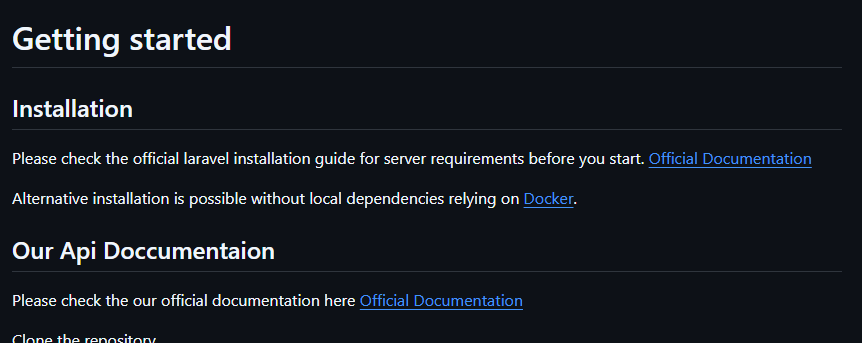 Getting started
Installation
Please check the official laravel installation guide for server requirements before you start. Official Documentation
Alternative installation is possible without local dependencies relying on Docker.
Our Api Doccumentaion
Please check the our official documentation here Official Documentation
Clone the repository